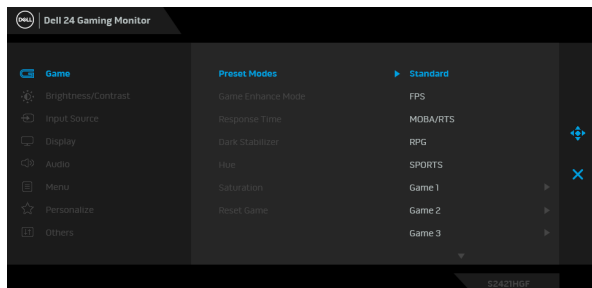 DELL
Dell 24 Gaming Monitor
Game
Brightness/Contrast
Input Source
Display
Audio
Menu
Personalize
Others
Preset Modes
Game Enhance Mode
Response Time
Dark Stabilizer
Hue
Saturation
Reset Game
Standard
FPS
MOBA/RTS
RPG
SPORTS
Game 1
Game 2
Game 3
S2421HGF